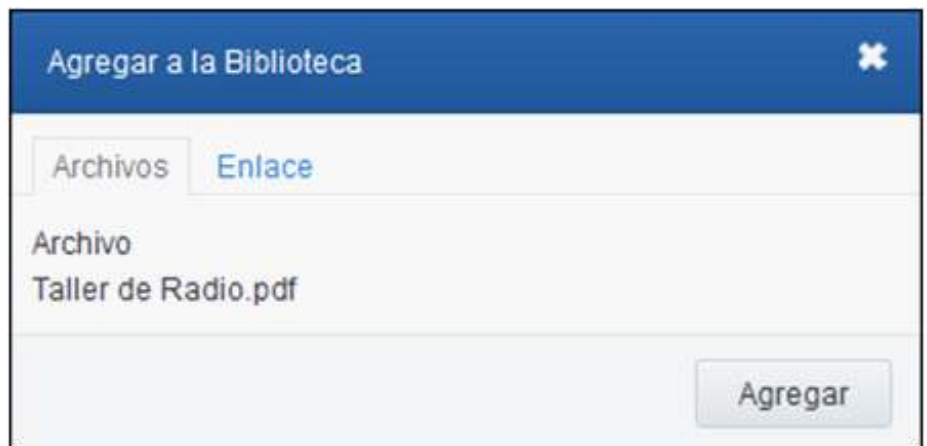 Agregar a la Biblioteca
Archivos Enlace
Archivo
Taller de Radio.pdf
Agregar